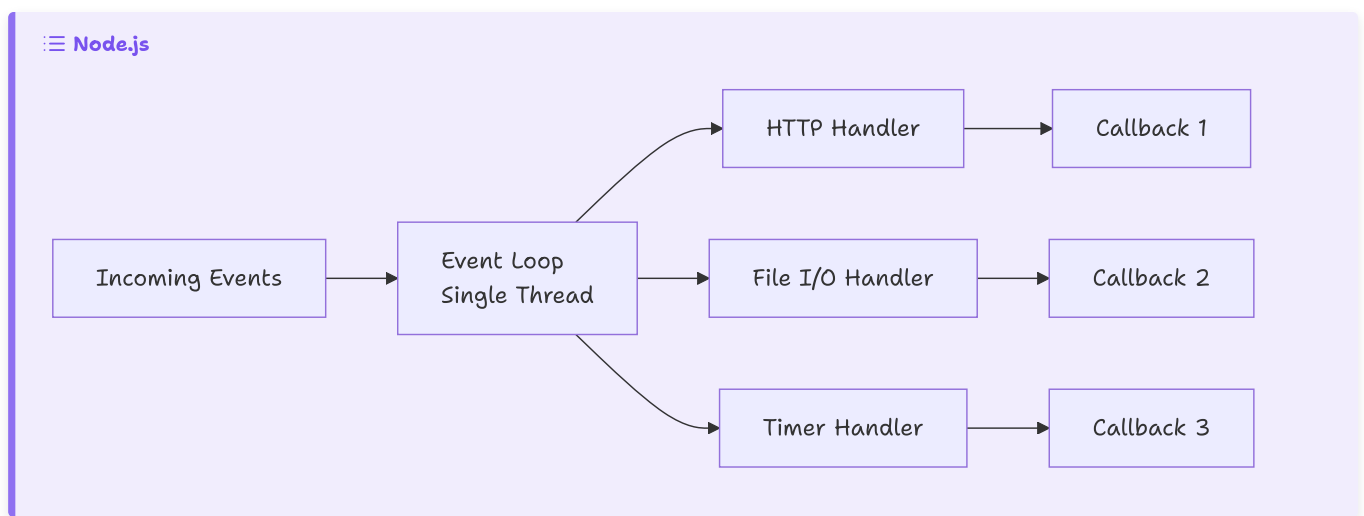 Node.js
Incoming Events
Event Loop
Single Thread
HTTP Handler
Callback 1
File I/O Handler
Callback 2
Timer Handler
Callback 3